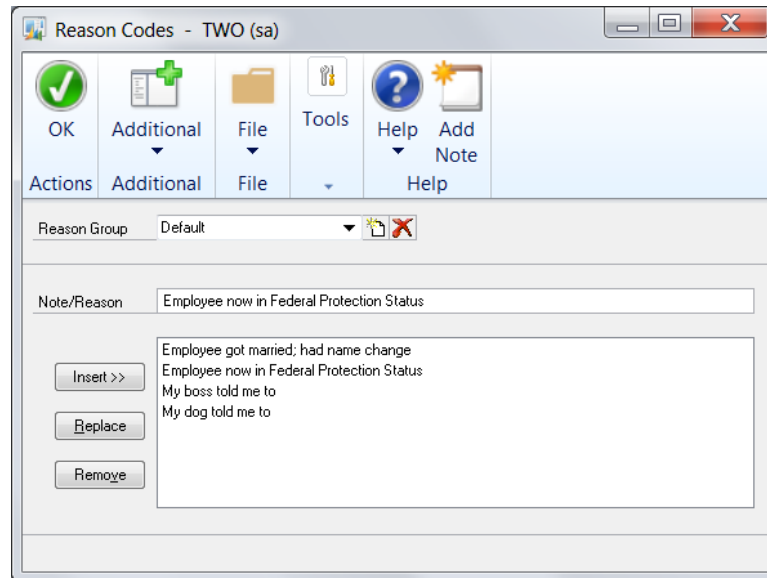 Reason Codes - TWO (sa)
OK
Additional
File
Tools
Help
Add Note
Actions
Additional
File
Help
Reason Group
Default
Note/Reason
Employee now in Federal Protection Status
Insert >>
Replace
Remove
Employee got married; had name change
Employee now in Federal Protection Status
My boss told me to
My dog told me to